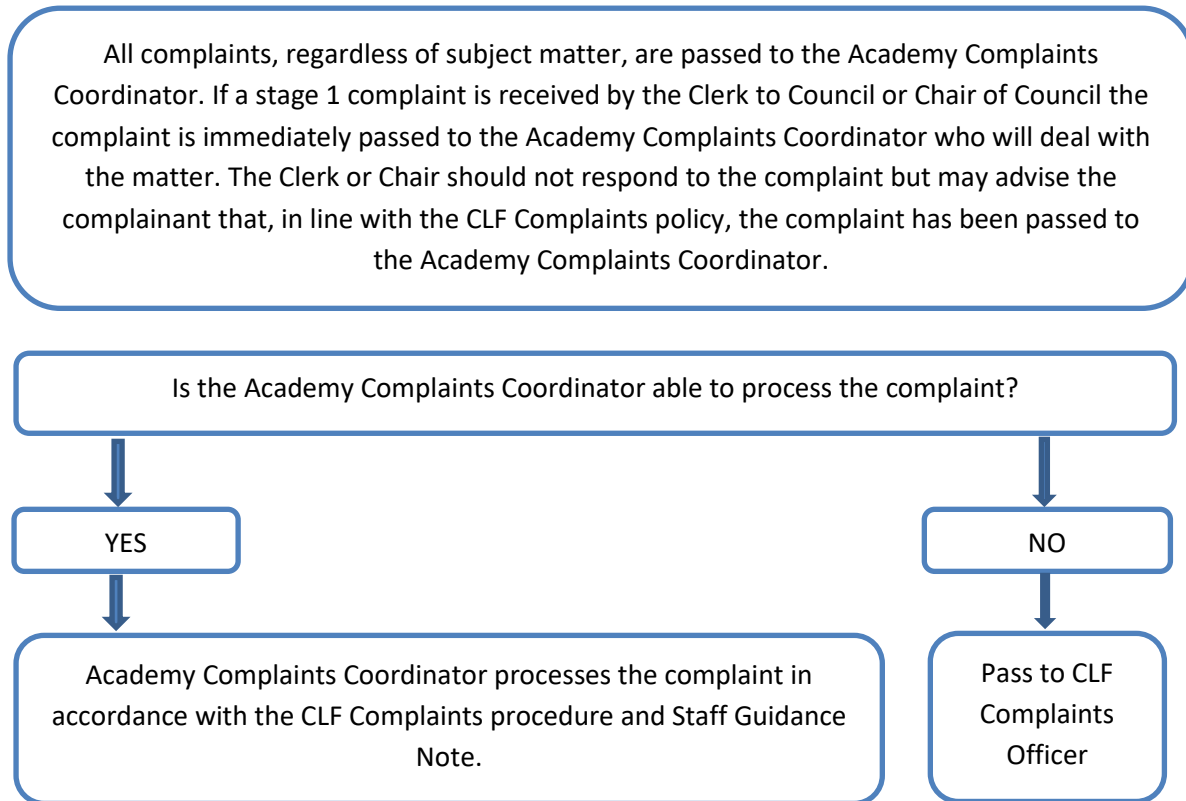 All complaints, regardless of subject matter, are passed to the Academy Complaints
Coordinator. If a stage 1 complaint is received by the Clerk to Council or Chair of Council the
complaint is immediately passed to the Academy Complaints Coordinator who will deal with
the matter. The Clerk or Chair should not respond to the complaint but may advise the
complainant that, in line with the CLF Complaints policy, the complaint has been passed to
the Academy Complaints Coordinator.
Is the Academy Complaints Coordinator able to process the complaint?
YES
NO
Academy Complaints Coordinator processes the complaint in
accordance with the CLF Complaints procedure and Staff Guidance
Note.
Pass to CLF
Complaints
Officer